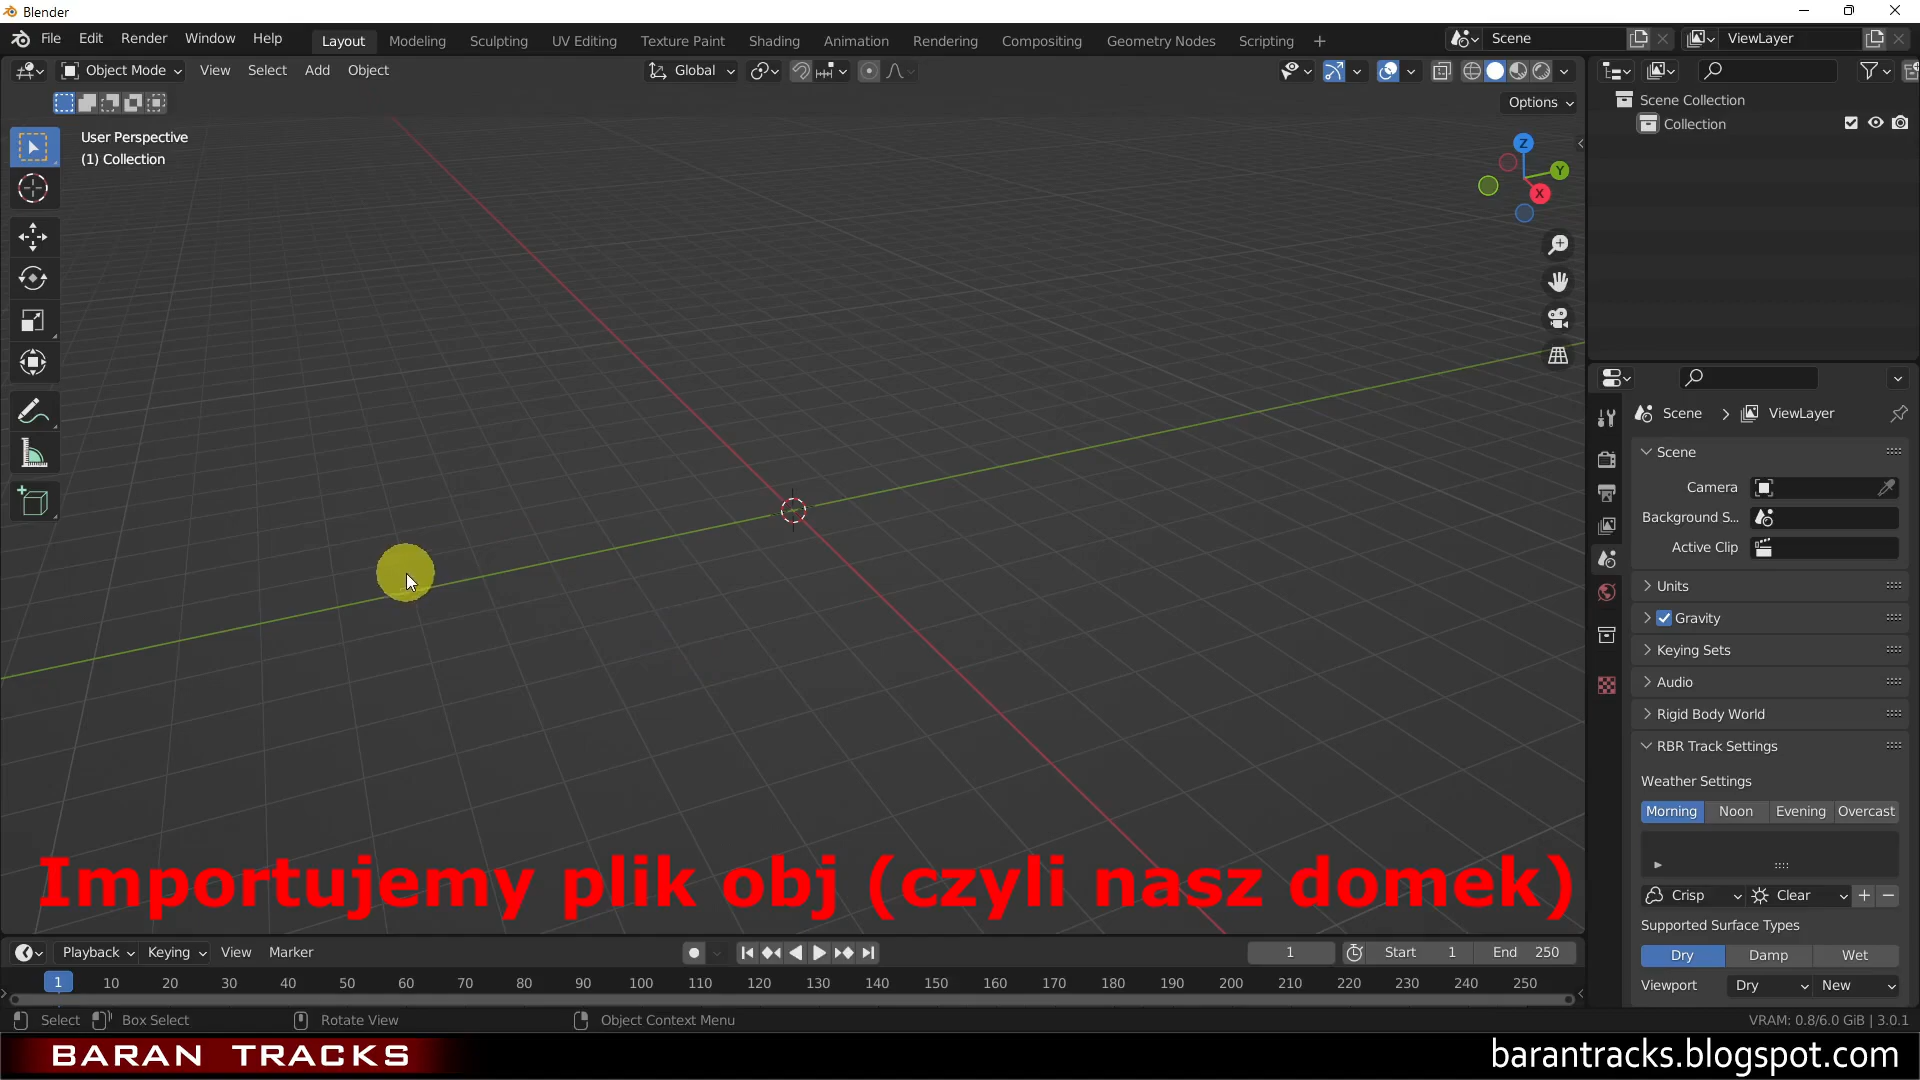 Blender
File Edit Render Window Help Layout Modeling Sculpting UV Editing Texture Paint Shading Animation Rendering Compositing Geometry Nodes Scripting + Scene ViewLayer
Object Mode View Select Add Object Global
Options
User Perspective
(1) Collection
Z
Y
X
Scene Collection
Collection
Scene > ViewLayer
Scene
Camera
Background S...
Active Clip
Units
Gravity
Keying Sets
Audio
Rigid Body World
RBR Track Settings
Weather Settings
Morning Noon Evening Overcast
Crisp Clear + −
Supported Surface Types
Dry Damp Wet
Viewport Dry New
Importujemy plik obj (czyli nasz domek)
Playback Keying View Marker 1 Start 1 End 250
1 10 20 30 40 50 60 70 80 90 100 110 120 130 140 150 160 170 180 190 200 210 220 230 240 250
Select Box Select Rotate View Object Context Menu VRAM: 0.8/6.0 GiB | 3.0.1
BARAN TRACKS barantracks.blogspot.com